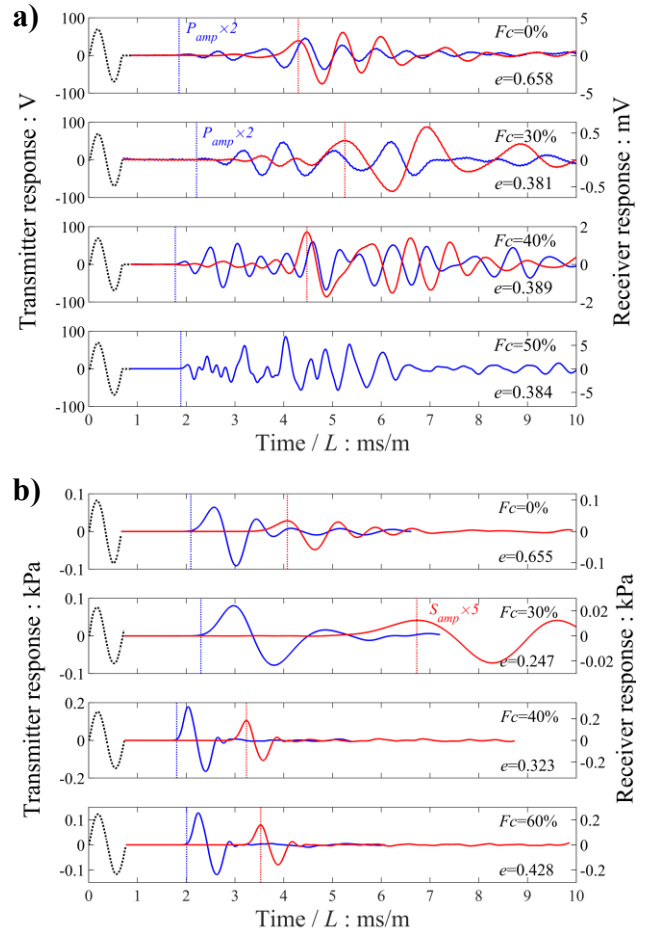 a)
Transmitter response : V
Receiver response : mV
100
0
-100
5
0
-5
P_amp×2
Fc=0%
e=0.658
100
0
-100
0.5
0
-0.5
P_amp×2
Fc=30%
e=0.381
100
0
-100
2
0
-2
Fc=40%
e=0.389
100
0
-100
5
0
-5
Fc=50%
e=0.384
0 1 2 3 4 5 6 7 8 9 10
Time / L : ms/m
b)
Transmitter response : kPa
Receiver response : kPa
0.1
0
-0.1
0.1
0
-0.1
Fc=0%
e=0.655
0.1
0
-0.1
0.02
0
-0.02
S_amp×5
Fc=30%
e=0.247
0.2
0
-0.2
0.2
0
-0.2
Fc=40%
e=0.323
0.1
0
-0.1
0.2
0
-0.2
Fc=60%
e=0.428
0 1 2 3 4 5 6 7 8 9 10
Time / L : ms/m